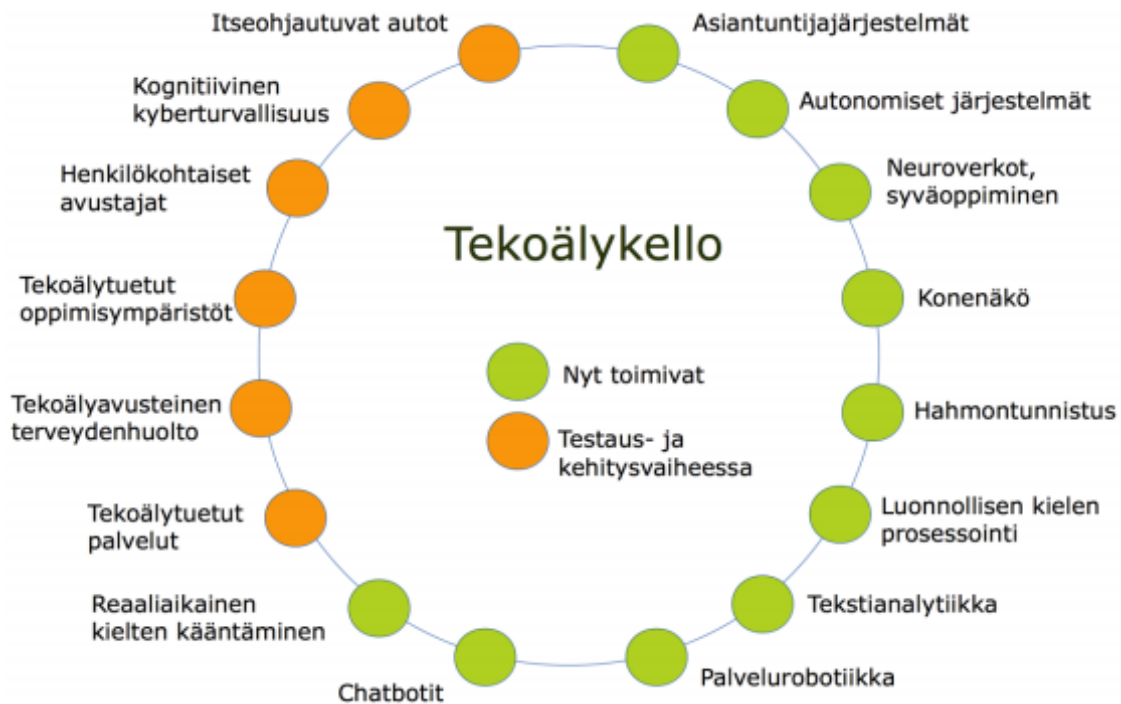 Tekoälykello
Nyt toimivat
Testaus- ja
kehitysvaiheessa
Asiantuntijajärjestelmät
Autonomiset järjestelmät
Neuroverkot,
syväoppiminen
Konenäkö
Hahmontunnistus
Luonnollisen kielen
prosessointi
Tekstianalytiikka
Palvelurobotiikka
Chatbotit
Reaaliaikainen
kielten kääntäminen
Tekoälytuetut
palvelut
Tekoälyavusteinen
terveydenhuolto
Tekoälytuetut
oppimisympäristöt
Henkilökohtaiset
avustajat
Kognitiivinen
kyberturvallisuus
Itseohjautuvat autot